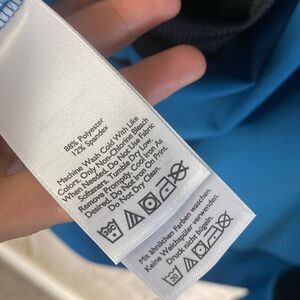 88% Polyester
12% Spandex
Machine Wash Cold With Like
Colors. Only Non-Chlorine Bleach
When Needed. Do Not Use Fabric
Softeners. Tumble Dry Low.
Remove Promptly. Cool Iron As
Desired. Do Not Iron On Print.
Do Not Dry Clean.
Mit ähnlichen Farben waschen.
Keine Weichspüler verwenden.
Druck nicht bügeln.